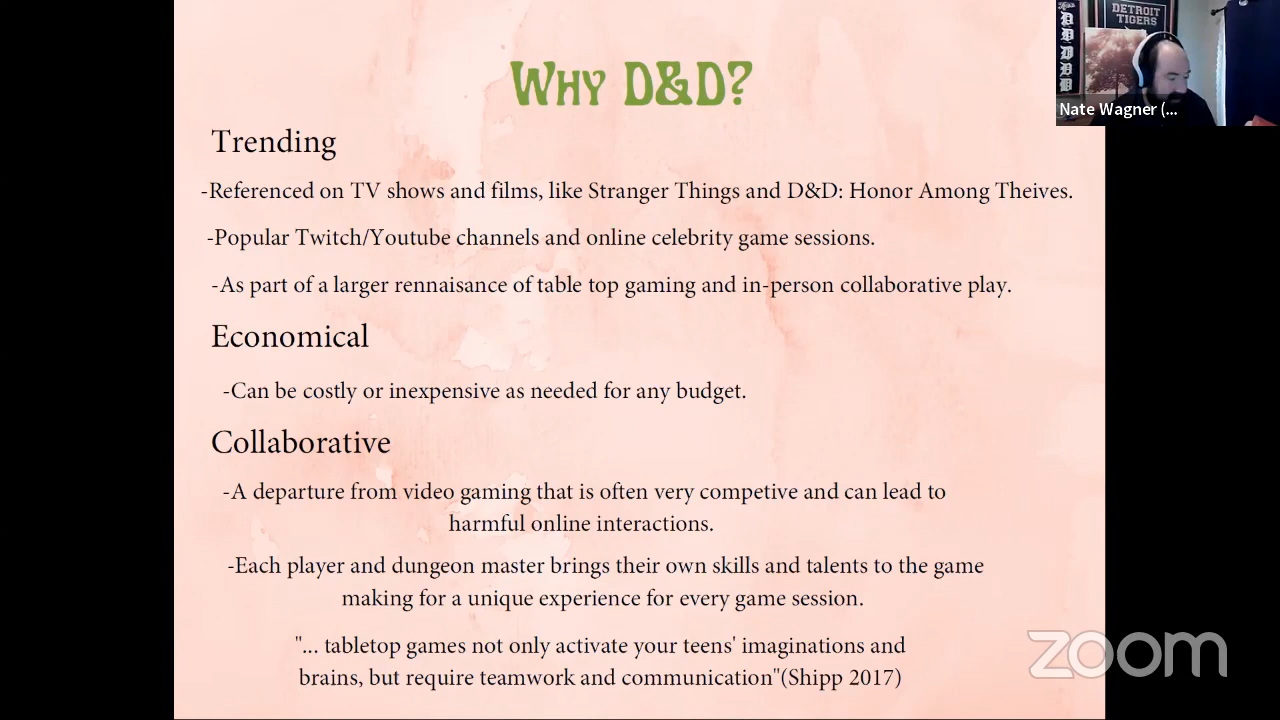 Why D&D?
Trending
-Referenced on TV shows and films, like Stranger Things and D&D: Honor Among Theives.
-Popular Twitch/Youtube channels and online celebrity game sessions.
-As part of a larger rennaisance of table top gaming and in-person collaborative play.
Economical
-Can be costly or inexpensive as needed for any budget.
Collaborative
-A departure from video gaming that is often very competive and can lead to
harmful online interactions.
-Each player and dungeon master brings their own skills and talents to the game
making for a unique experience for every game session.
"... tabletop games not only activate your teens' imaginations and
brains, but require teamwork and communication"(Shipp 2017)
DETROIT
TIGERS
Nate Wagner (...
zoom